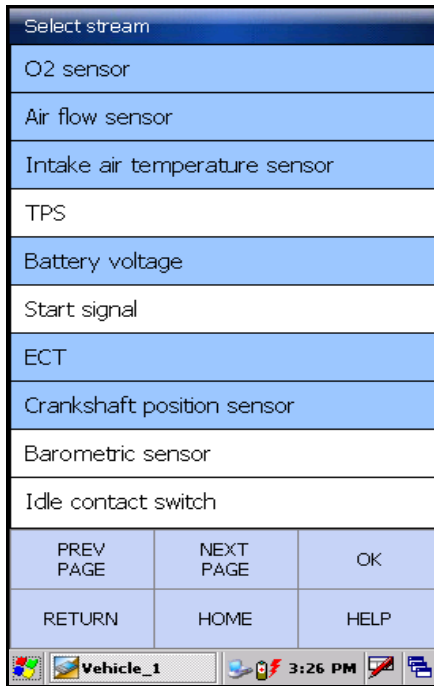 Select stream
O2 sensor
Air flow sensor
Intake air temperature sensor
TPS
Battery voltage
Start signal
ECT
Crankshaft position sensor
Barometric sensor
Idle contact switch
PREV
PAGE
NEXT
PAGE
OK
RETURN
HOME
HELP
Vehicle_1
3:26 PM